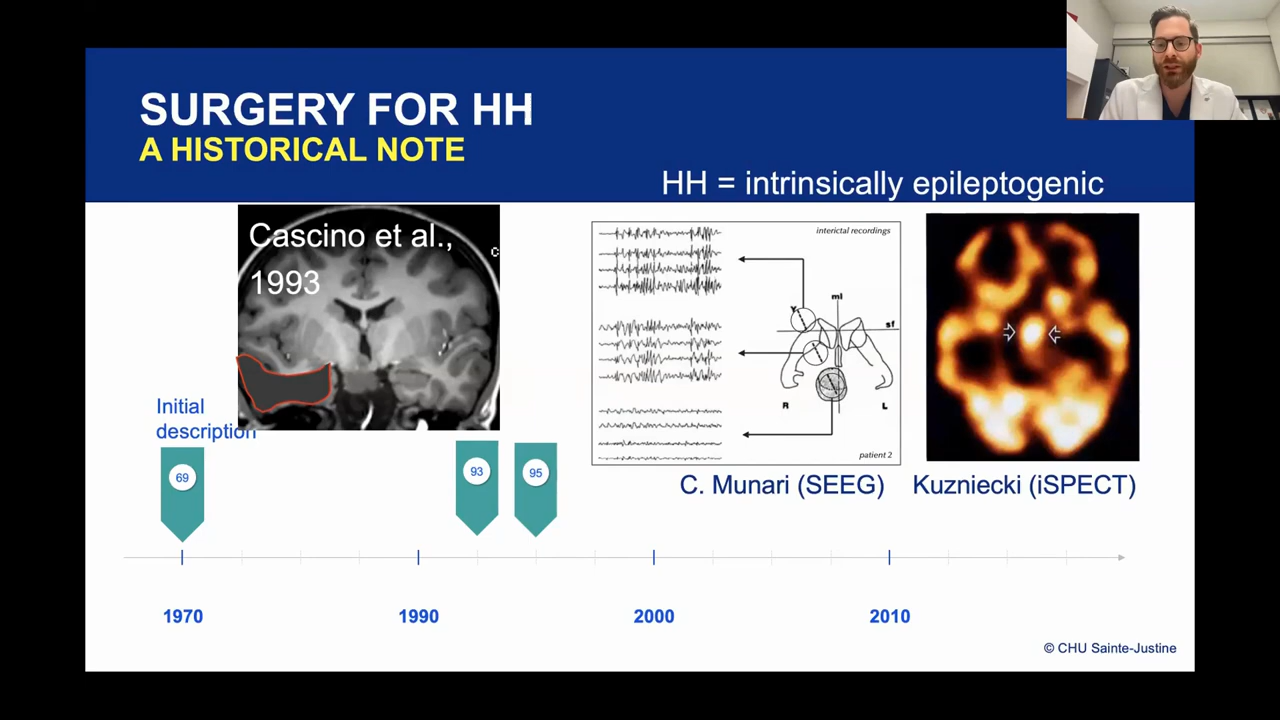 SURGERY FOR HH
A HISTORICAL NOTE
HH = intrinsically epileptogenic
Cascino et al.,
1993
c
interictal recordings
Y
ml
sf
R
L
patient 2
C. Munari (SEEG)
Kuzniecki (iSPECT)
Initial
description
69
93
95
1970
1990
2000
2010
© CHU Sainte-Justine